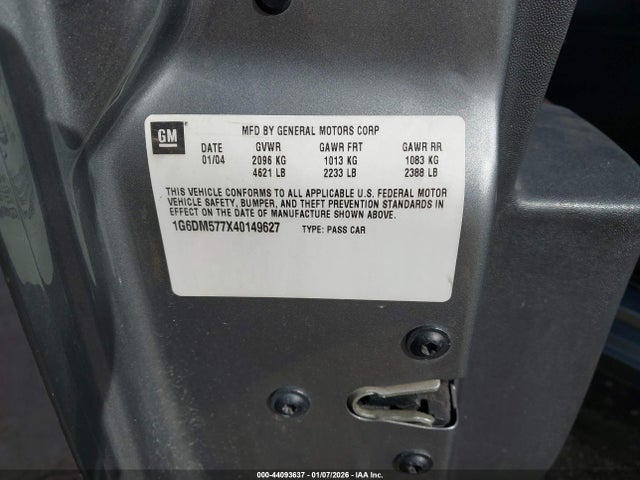 GM
MFD BY GENERAL MOTORS CORP
DATE GVWR GAWR FRT GAWR RR
01/04 2096 KG 1013 KG 1083 KG
4621 LB 2233 LB 2388 LB
THIS VEHICLE CONFORMS TO ALL APPLICABLE U.S. FEDERAL MOTOR
VEHICLE SAFETY, BUMPER, AND THEFT PREVENTION STANDARDS IN
EFFECT ON THE DATE OF MANUFACTURE SHOWN ABOVE.
1G6DM577X40149627 TYPE: PASS CAR
000-44093637 - 01/07/2026 - IAAI, INC.